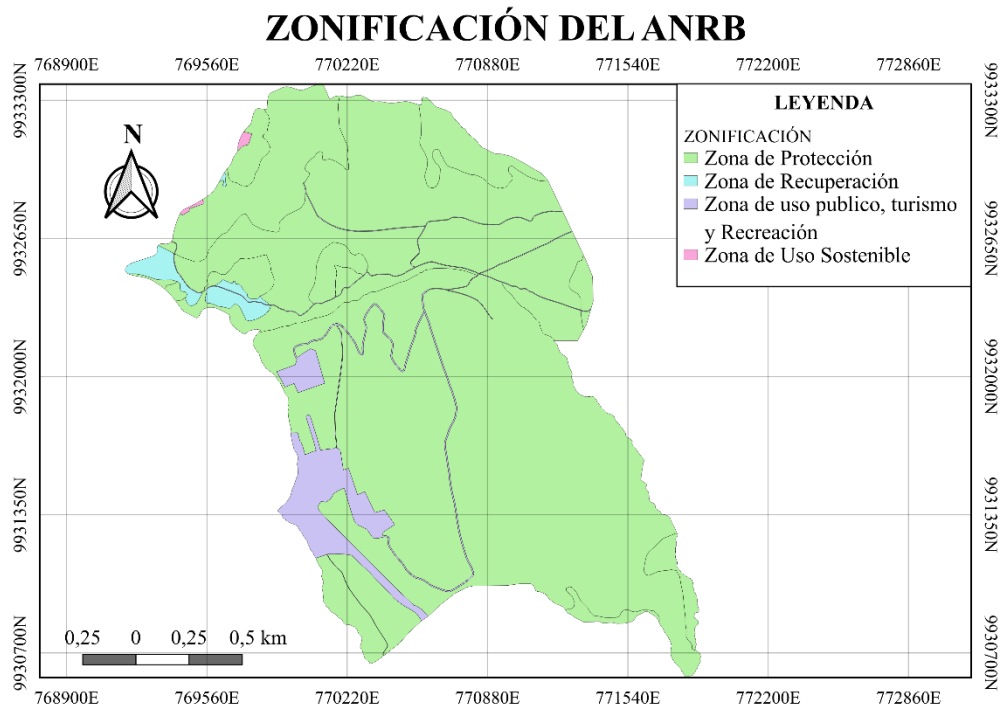 ZONIFICACIÓN DEL ANRB
768900E 769560E 770220E 770880E 771540E 772200E 772860E
9933300N 9933300N
LEYENDA
ZONIFICACIÓN
Zona de Protección
Zona de Recuperación
Zona de uso publico, turismo
y Recreación
Zona de Uso Sostenible
N
9932650N 9932650N
9932000N 9932000N
9931350N 9931350N
0,25 0 0,25 0,5 km
9930700N 9930700N
768900E 769560E 770220E 770880E 771540E 772200E 772860E